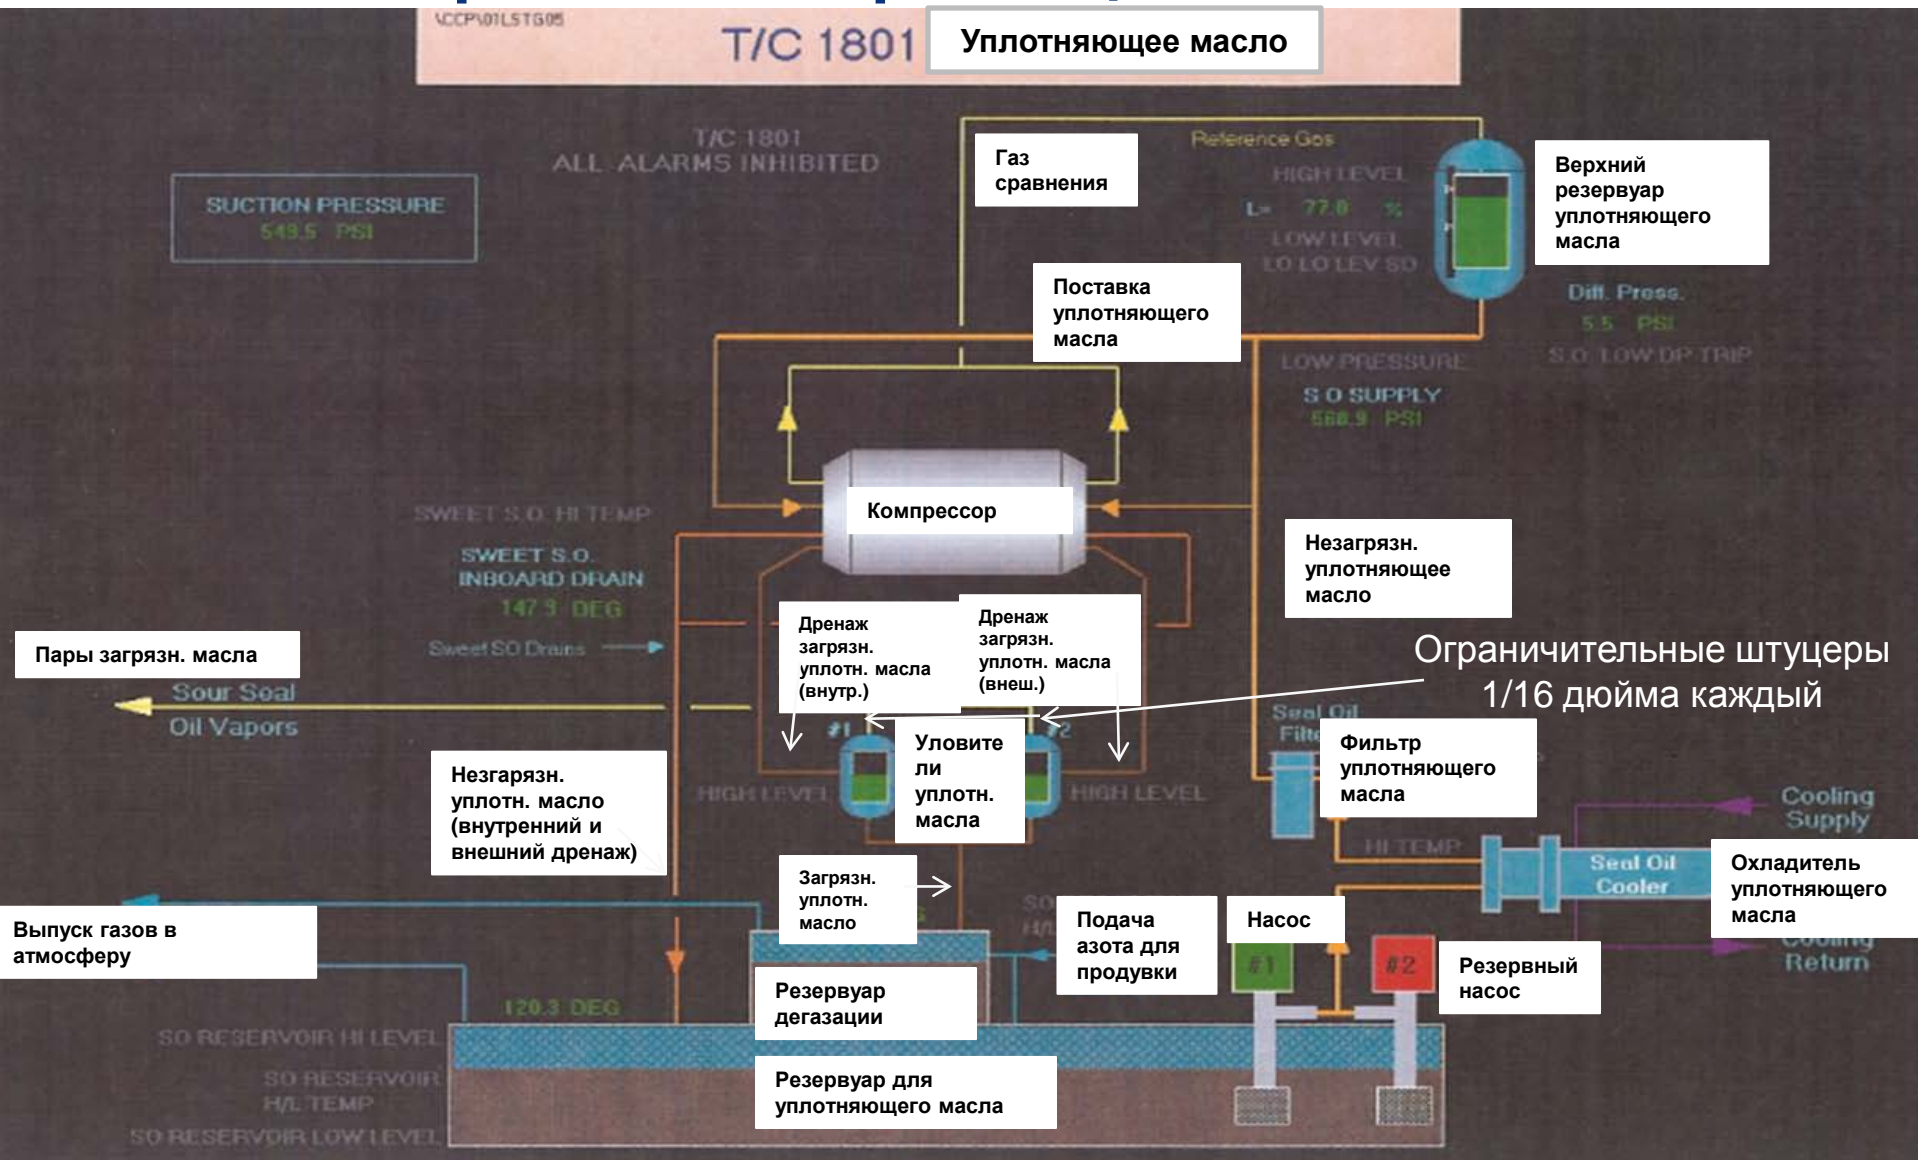 \CCP\01LSTG05
T/C 1801
Уплотняющее масло
T/C 1801
ALL ALARMS INHIBITED
SUCTION PRESSURE
549.5 PSI
Газ
сравнения
Reference Gas
HIGH LEVEL
L= 77.0 %
LOW LEVEL
LO LO LEV SD
Верхний
резервуар
уплотняющего
масла
Diff. Press.
5.5 PSI
S.O. LOW DP TRIP
Поставка
уплотняющего
масла
LOW PRESSURE
S O SUPPLY
560.9 PSI
Компрессор
SWEET S.O. HI TEMP
SWEET S.O.
INBOARD DRAIN
147.9 DEG
Sweet SO Drains
Незагрязн.
уплотняющее
масло
Дренаж
загрязн.
уплотн. масла
(внутр.)
Дренаж
загрязн.
уплотн. масла
(внеш.)
Ограничительные штуцеры
1/16 дюйма каждый
Пары загрязн. масла
Sour Seal
Oil Vapors
#1
#2
HIGH LEVEL
HIGH LEVEL
Уловите
ли
уплотн.
масла
Seal Oil
Фильтр
уплотняющего
масла
Незгарязн.
уплотн. масло
(внутренний и
внешний дренаж)
Cooling
Supply
HI TEMP
Seal Oil
Cooler
Охладитель
уплотняющего
масла
Cooling
Return
Загрязн.
уплотн.
масло
SO
Выпуск газов в
атмосферу
Подача
азота для
продувки
Насос
#1
#2
Резервный
насос
120.3 DEG
Резервуар
дегазации
SO RESERVOIR HI LEVEL
SO RESERVOIR
H/L TEMP
SO RESERVOIR LOW LEVEL
Резервуар для
уплотняющего масла